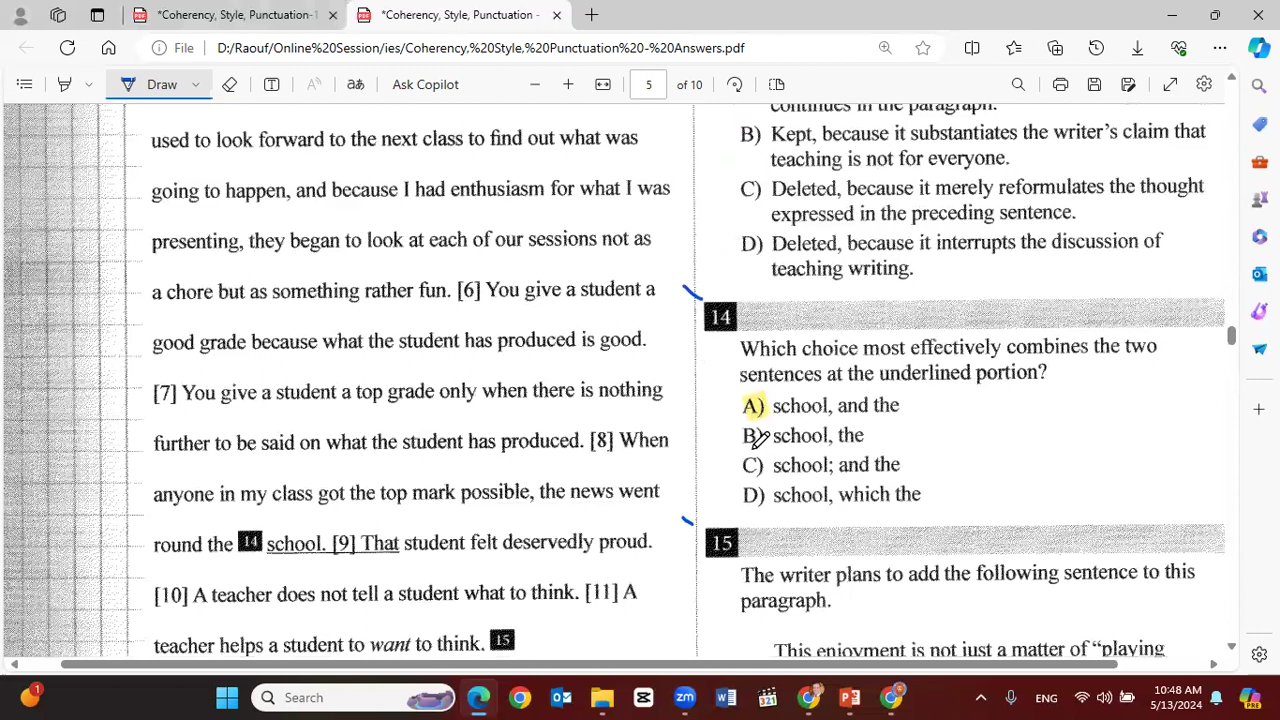 *Coherency, Style, Punctuation-1
*Coherency, Style, Punctuation -
File
D:/Raouf/Online%20Session/ies/Coherency,%20Style,%20Punctuation%20-%20Answers.pdf
Draw
Ask Copilot
5
of 10
used to look forward to the next class to find out what was
going to happen, and because I had enthusiasm for what I was
presenting, they began to look at each of our sessions not as
a chore but as something rather fun. [6] You give a student a
good grade because what the student has produced is good.
[7] You give a student a top grade only when there is nothing
further to be said on what the student has produced. [8] When
anyone in my class got the top mark possible, the news went
round the 14 school. [9] That student felt deservedly proud.
[10] A teacher does not tell a student what to think. [11] A
teacher helps a student to want to think. 15
continues in the paragraph.
B) Kept, because it substantiates the writer's claim that
teaching is not for everyone.
C) Deleted, because it merely reformulates the thought
expressed in the preceding sentence.
D) Deleted, because it interrupts the discussion of
teaching writing.
14
Which choice most effectively combines the two
sentences at the underlined portion?
A) school, and the
B) school, the
C) school; and the
D) school, which the
15
The writer plans to add the following sentence to this
paragraph.
This enjoyment is not just a matter of "playing
1
Search
ENG
10:48 AM
5/13/2024